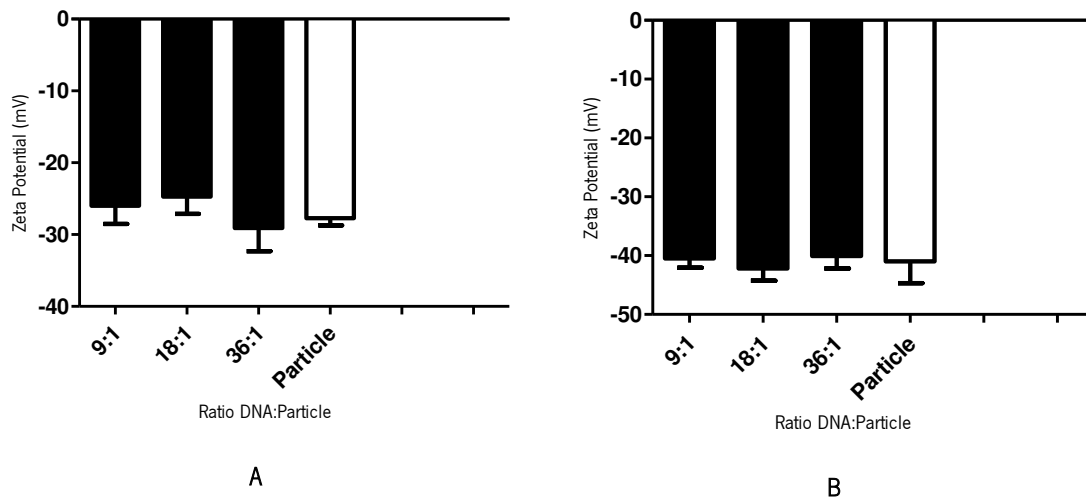 0
-10
-20
-30
-40
Zeta Potential (mV)
9:1
18:1
36:1
Particle
Ratio DNA:Particle
A
0
-10
-20
-30
-40
-50
Zeta Potential (mV)
9:1
18:1
36:1
Particle
Ratio DNA:Particle
B